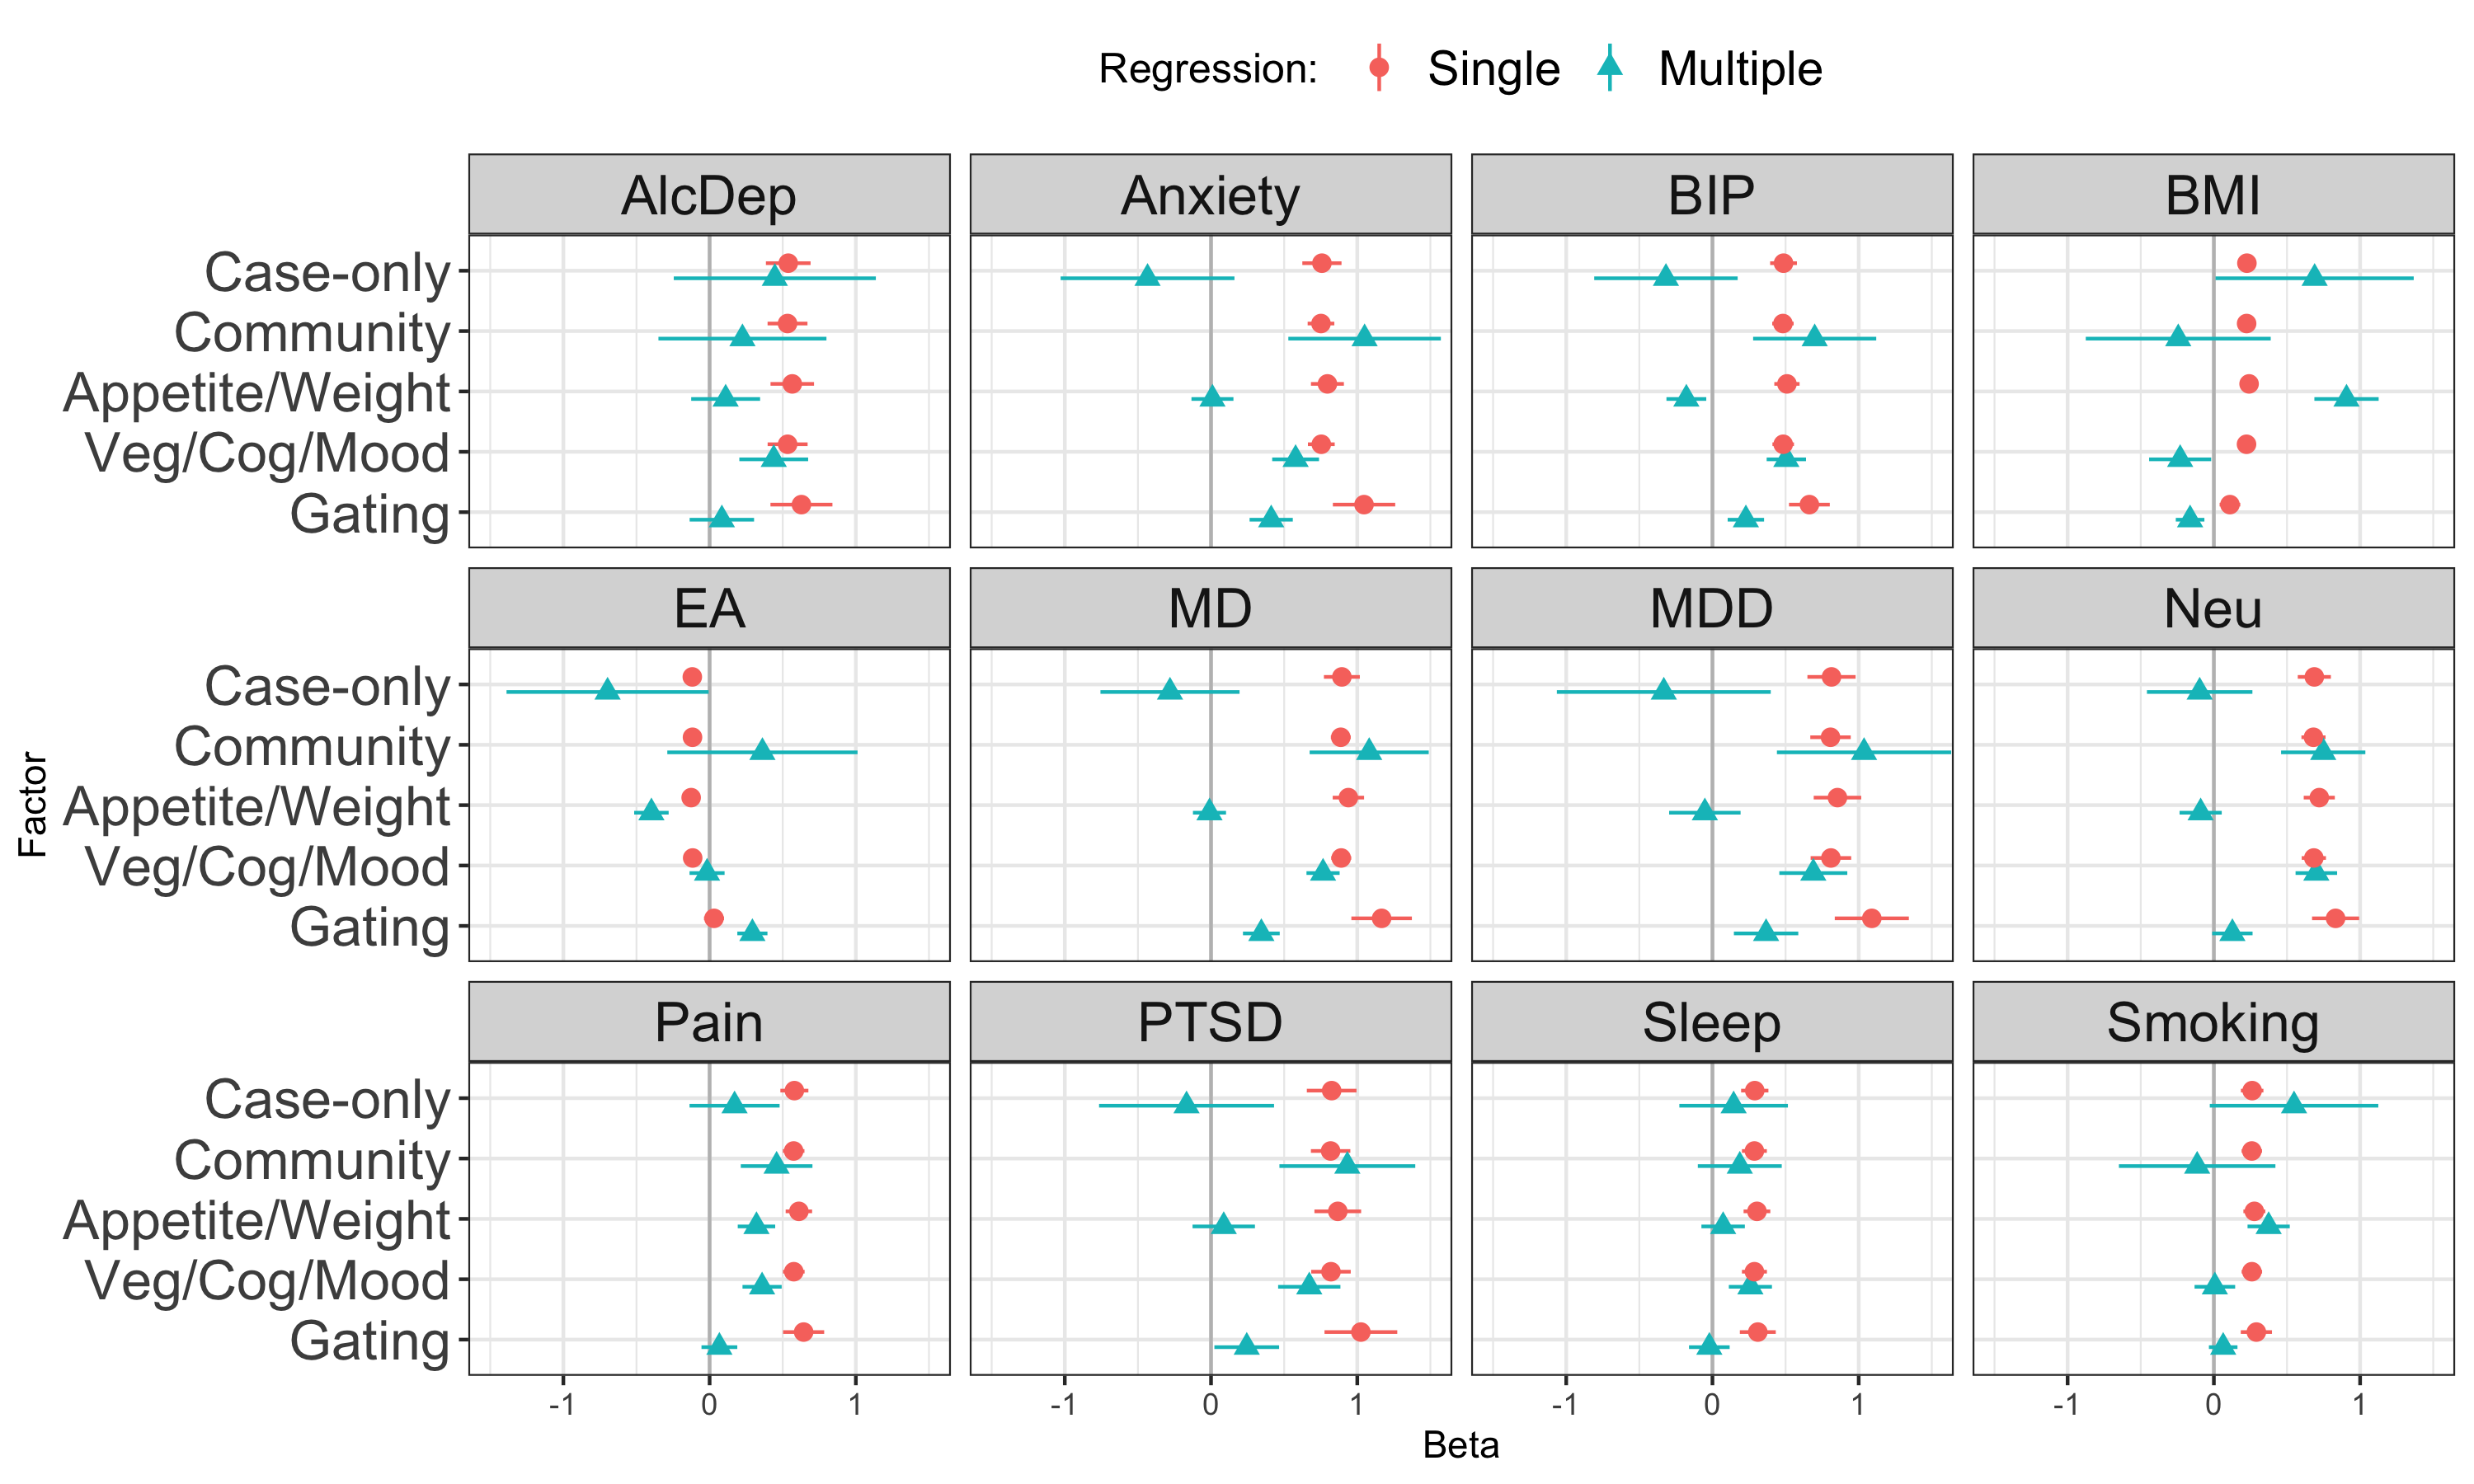 Regression: Single Multiple
AlcDep Anxiety BIP BMI
Case-only
Community
Appetite/Weight
Veg/Cog/Mood
Gating
EA MD MDD Neu
Case-only
Community
Appetite/Weight
Veg/Cog/Mood
Gating
Factor
Pain PTSD Sleep Smoking
Case-only
Community
Appetite/Weight
Veg/Cog/Mood
Gating
-1 0 1 -1 0 1 -1 0 1 -1 0 1
Beta